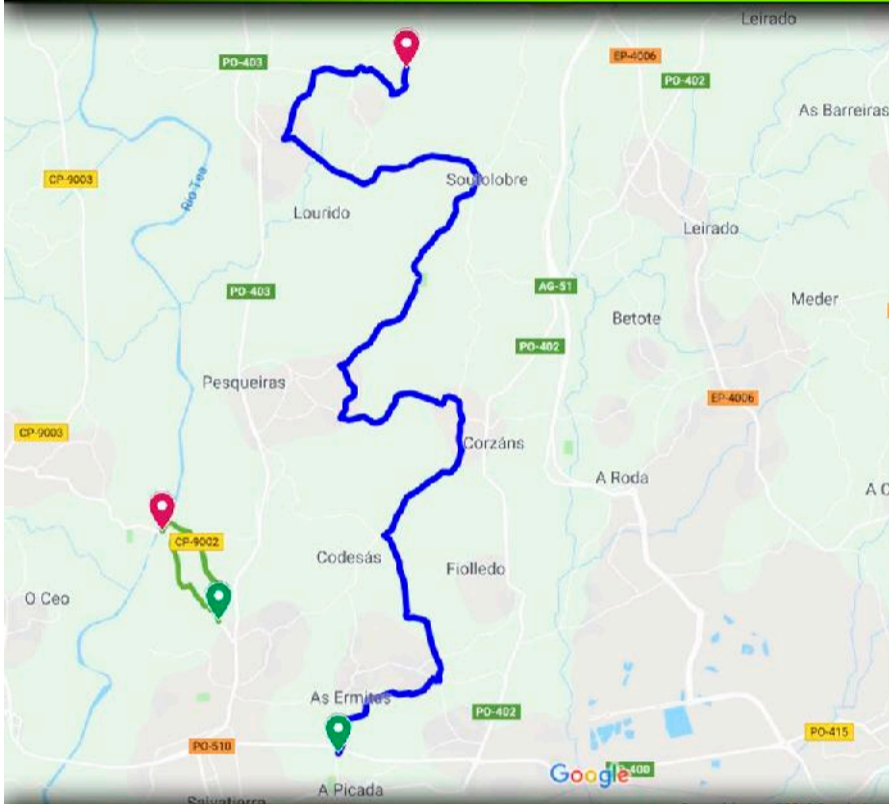 Leirado
PO-403
EP-4006
PO-402
As Barreiras
CP-9003
Río Tea
Soutolobre
Lourido
Leirado
PO-403
AG-51
Meder
Betote
PO-402
Pesqueiras
EP-4006
CP-9003
Corzáns
A Roda
CP-9002
Codesás
Fiolledo
O Ceo
As Ermitas
PO-402
PO-415
PO-510
Google
400
A Picada